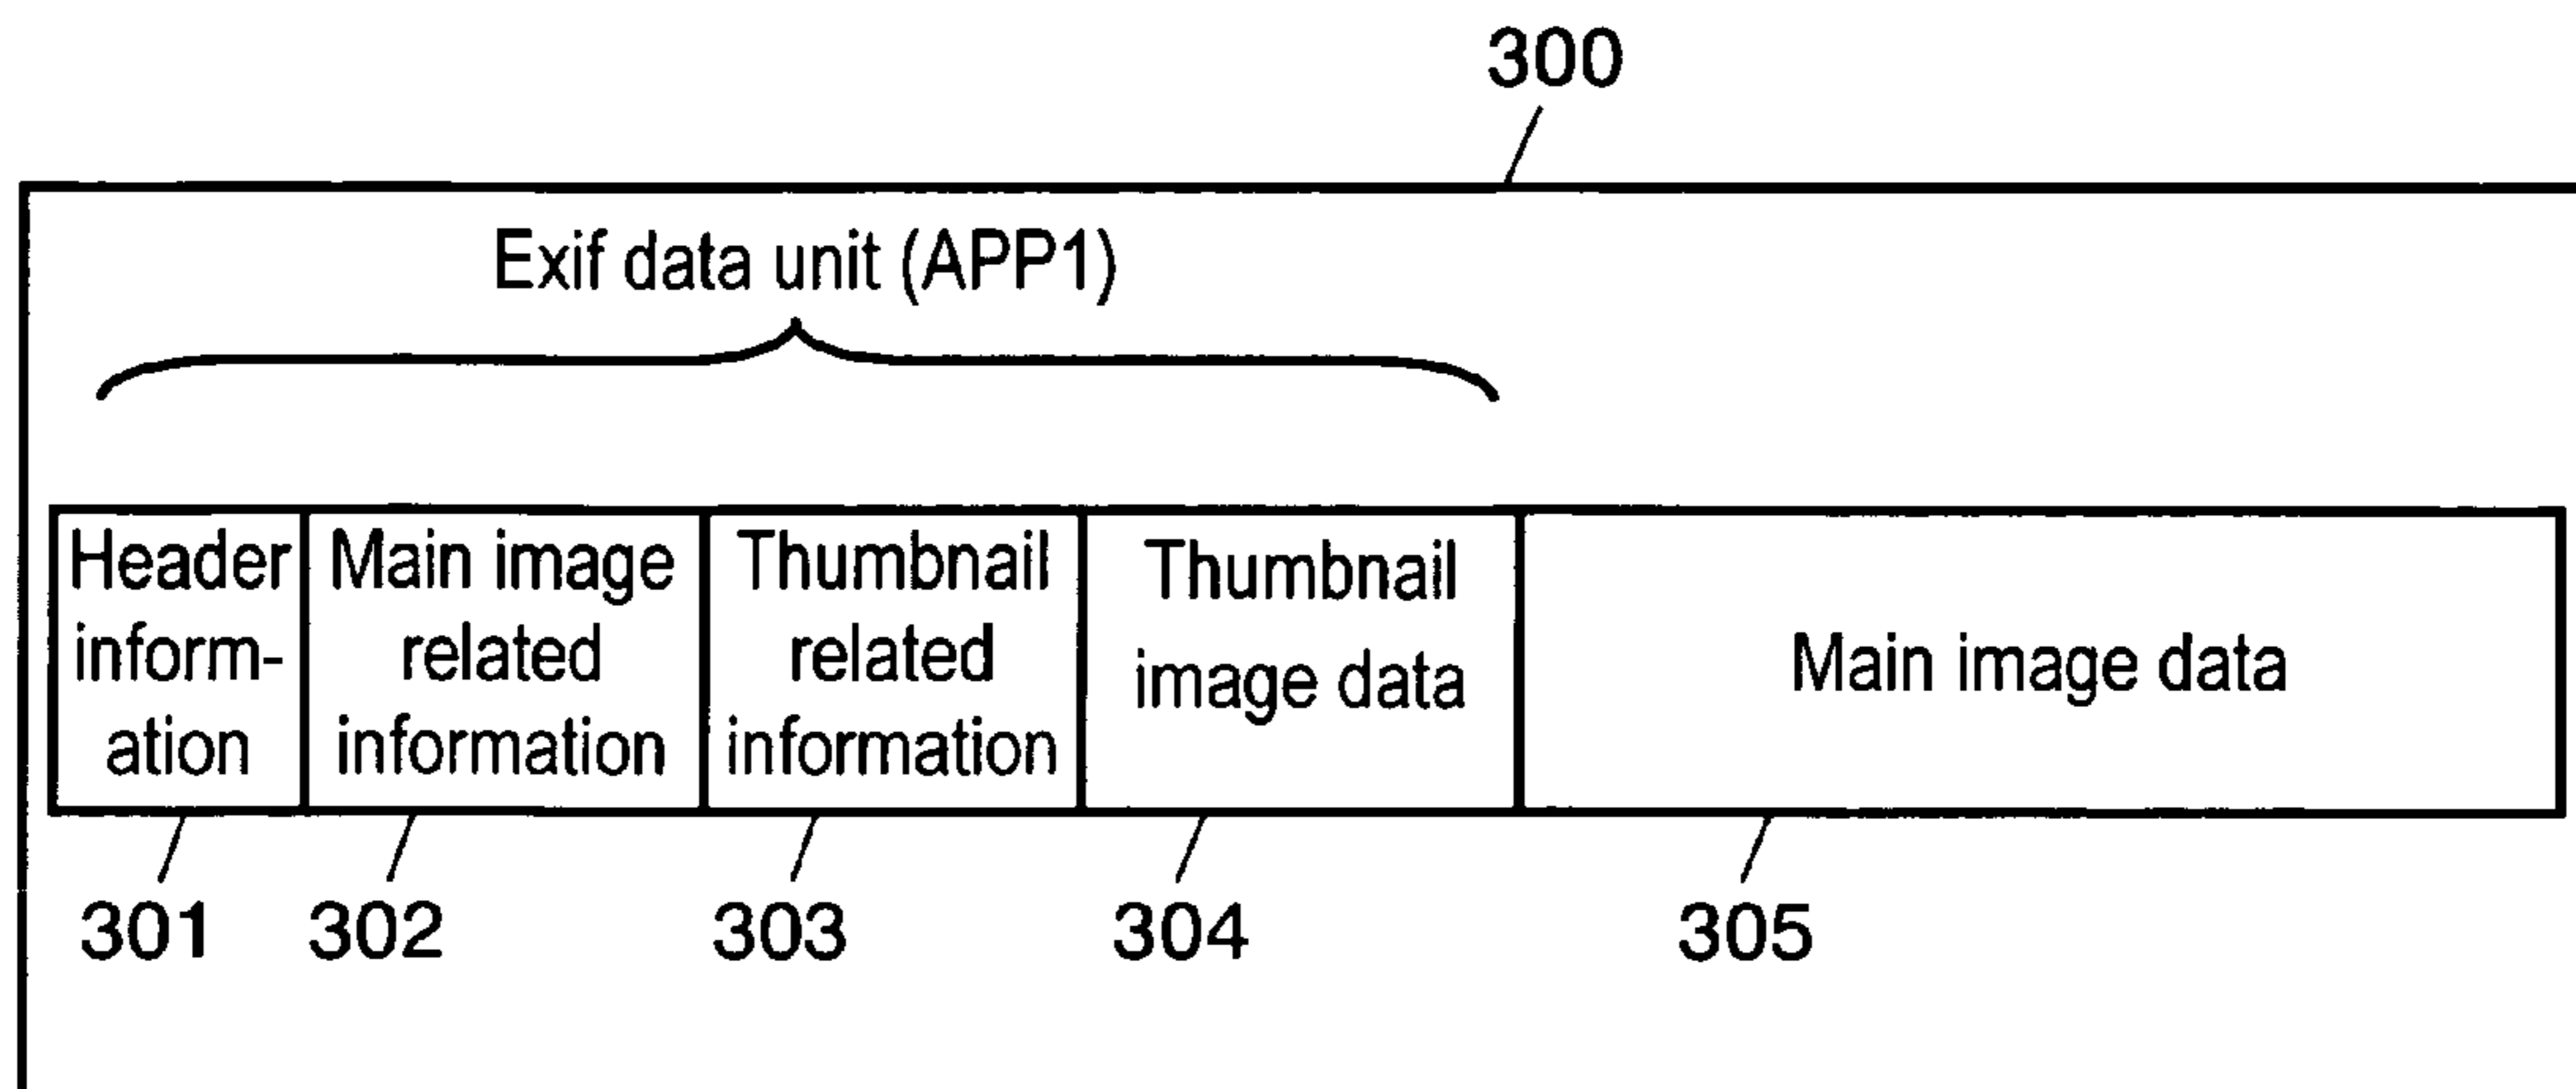 300
Exif data unit (APP1)
Header
inform-
ation
Main image
related
information
Thumbnail
related
information
Thumbnail
image data
Main image data
301
302
303
304
305